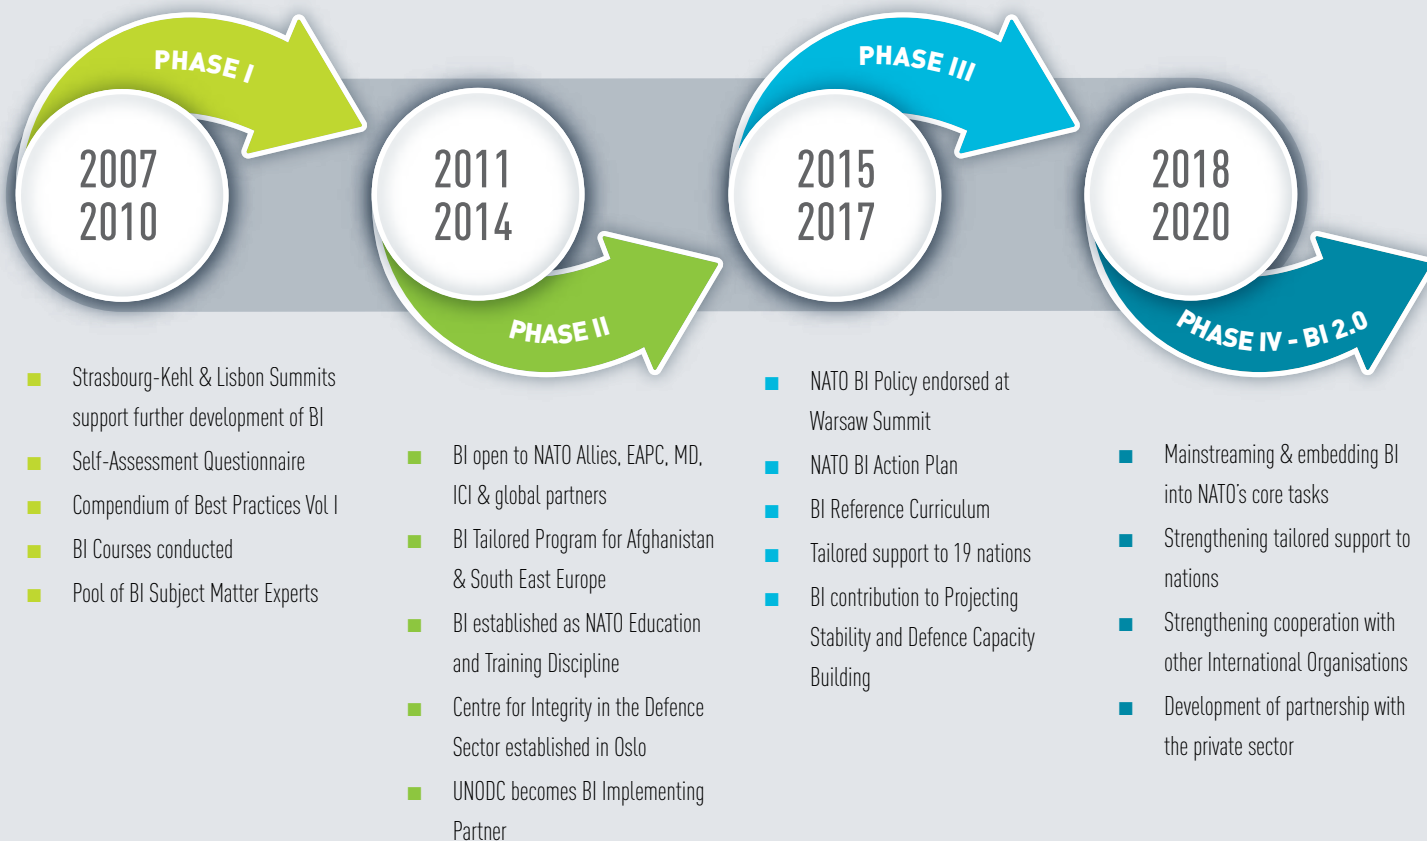 PHASE I
2007
2010
Strasbourg-Kehl & Lisbon Summits
support further development of BI
Self-Assessment Questionnaire
Compendium of Best Practices Vol I
BI Courses conducted
Pool of BI Subject Matter Experts
2011
2014
PHASE II
BI open to NATO Allies, EAPC, MD,
ICI & global partners
BI Tailored Program for Afghanistan
& South East Europe
BI established as NATO Education
and Training Discipline
Centre for Integrity in the Defence
Sector established in Oslo
UNODC becomes BI Implementing
Partner
PHASE III
2015
2017
NATO BI Policy endorsed at
Warsaw Summit
NATO BI Action Plan
BI Reference Curriculum
Tailored support to 19 nations
BI contribution to Projecting
Stability and Defence Capacity
Building
2018
2020
PHASE IV - BI 2.0
Mainstreaming & embedding BI
into NATO's core tasks
Strengthening tailored support to
nations
Strengthening cooperation with
other International Organisations
Development of partnership with
the private sector